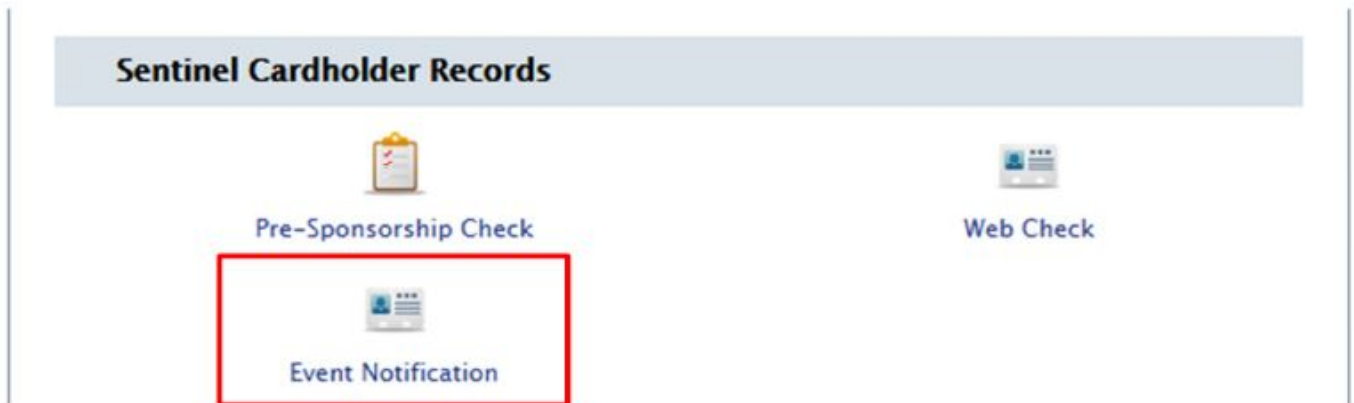 Sentinel Cardholder Records
Pre-Sponsorship Check
Web Check
Event Notification